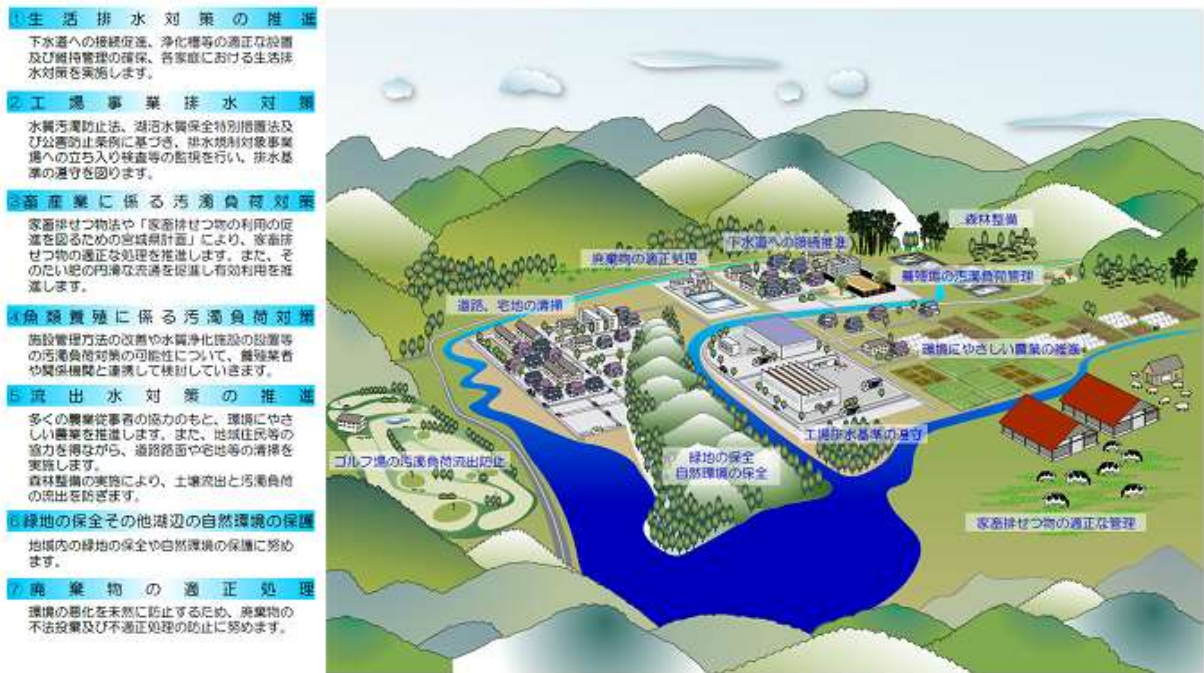 ①生活排水対策の推進
下水道への接続促進、浄化槽等の適正な設置
及び維持管理の確保、各家庭における生活排
水対策を実施します。
②工場事業排水対策
水質汚濁防止法、湖沼水質保全特別措置法及
び公害防止条例に基づき、排水規制対象事業
場への立ち入り検査等の監視を行い、排水基
準の遵守を図ります。
③畜産業に係る汚濁負荷対策
家畜排せつ物法や「家畜排せつ物の利用の促
進を図るための宮城県計画」により、家畜排
せつ物の適正な処理を推進します。また、そ
のたい肥の円滑な流通を促進し有効利用を推
進します。
④魚類養殖に係る汚濁負荷対策
施設管理方法の改善や水質浄化施設の設置等
の汚濁負荷対策の可能性について、養殖業者
や関係機関と連携して検討していきます。
⑤流出水対策の推進
多くの農業従事者の協力のもと、環境にやさ
しい農業を推進します。また、地域住民等の
協力を得ながら、道路路面や宅地等の清掃を
実施します。
森林整備の実施により、土壌流出と汚濁負荷
の流出を防ぎます。
⑥緑地の保全その他湖辺の自然環境の保護
地域内の緑地の保全や自然環境の保護に努め
ます。
⑦廃棄物の適正処理
環境の悪化を未然に防止するため、廃棄物の
不法投棄及び不適正処理の防止に努めます。
森林整備
下水道への接続推進
廃棄物の適正処理
養殖場の汚濁負荷管理
道路、宅地の清掃
環境にやさしい農業の推進
工場排水基準の遵守
ゴルフ場の汚濁負荷流出防止
緑地の保全
自然環境の保全
家畜排せつ物の適正な管理